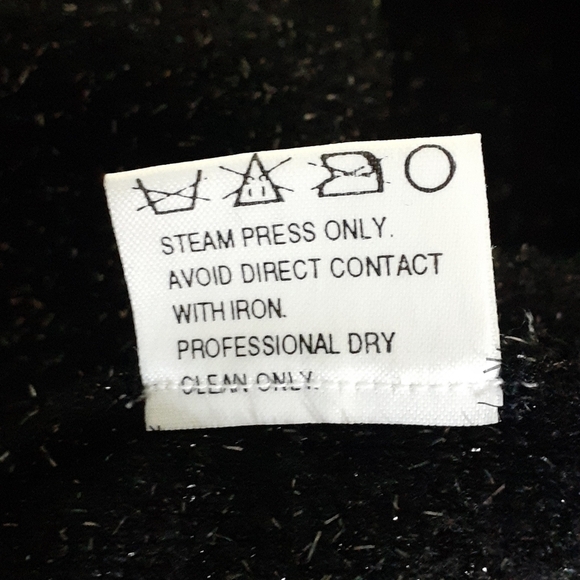 STEAM PRESS ONLY.
AVOID DIRECT CONTACT
WITH IRON.
PROFESSIONAL DRY
CLEAN ONLY.